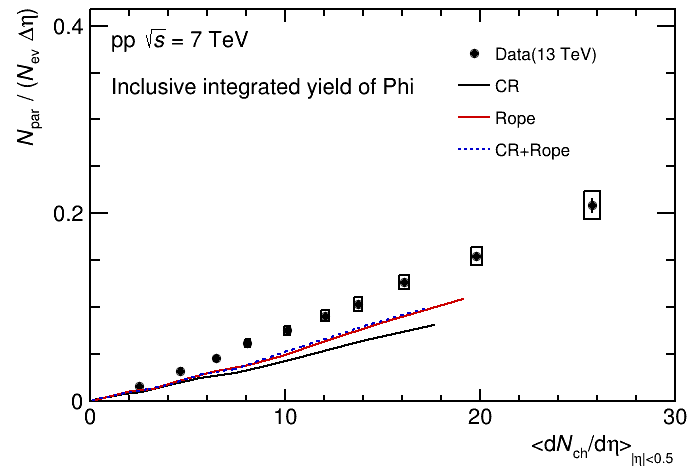 N_par / (N_ev Δη)
0.4
0.2
0
pp √s = 7 TeV
Inclusive integrated yield of Phi
Data(13 TeV)
CR
Rope
CR+Rope
0 10 20 30
<dN_ch/dη>_|η|<0.5